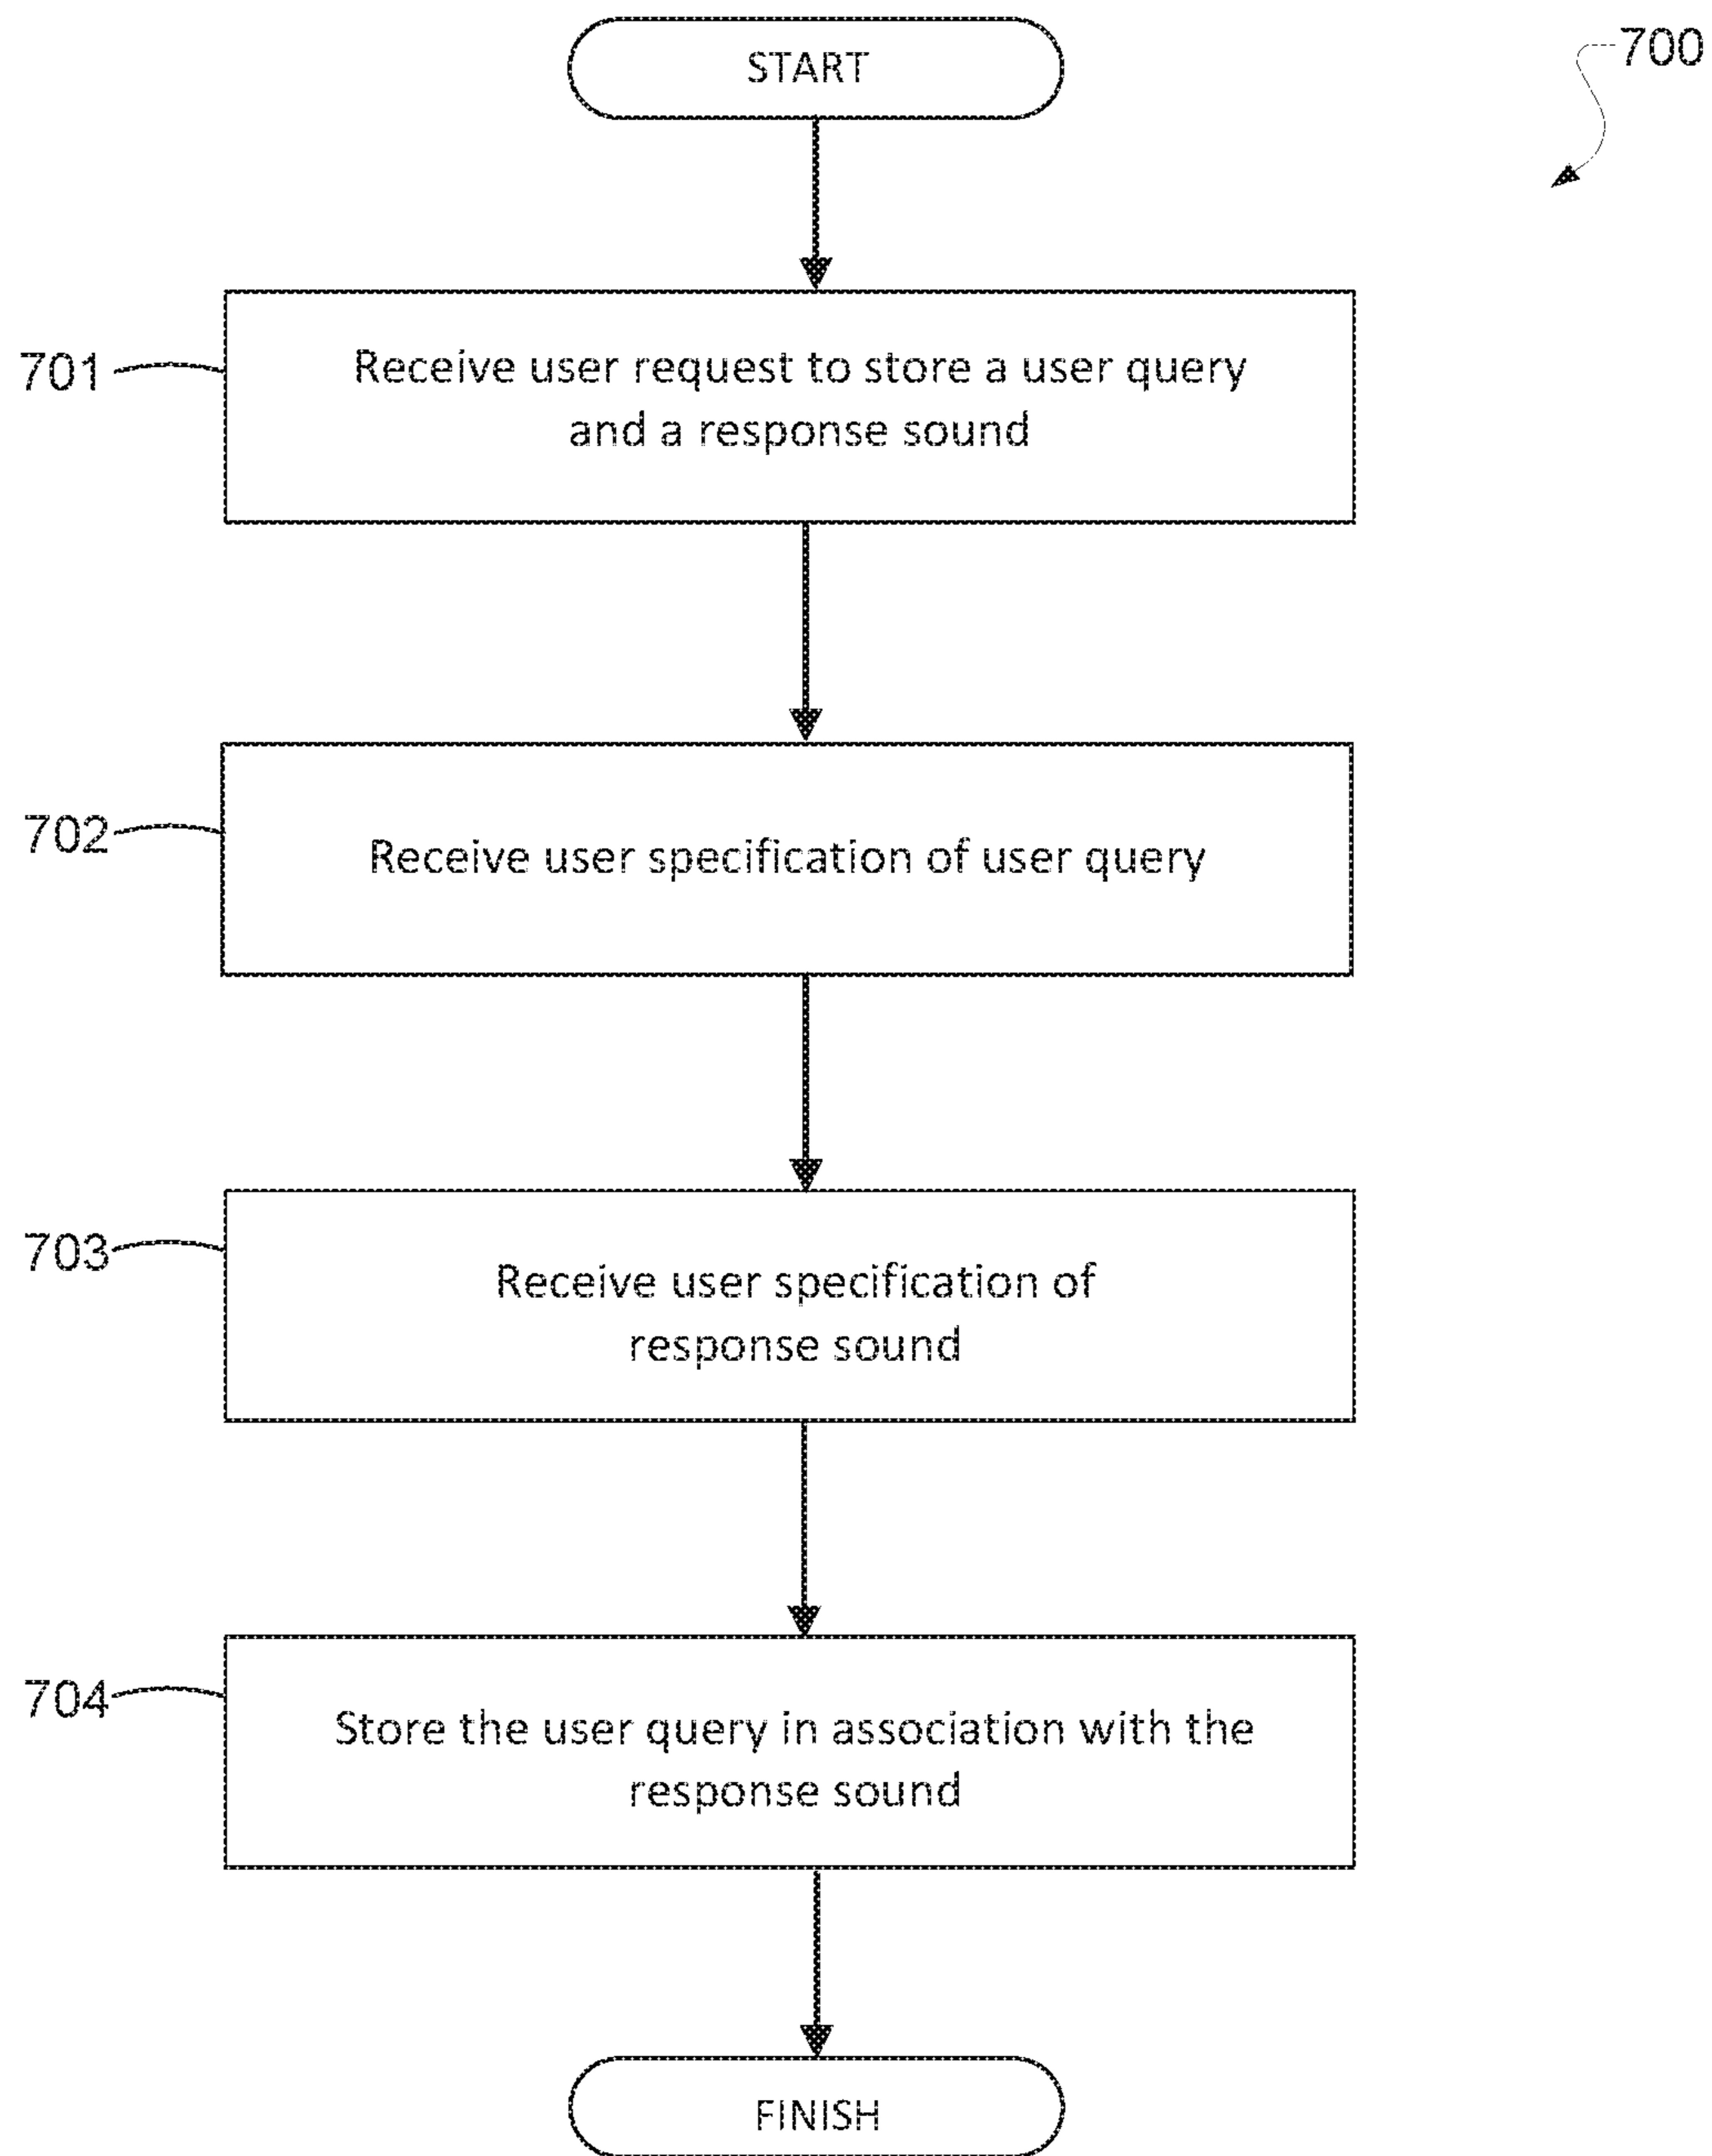 START
700
701
Receive user request to store a user query
and a response sound
702
Receive user specification of user query
703
Receive user specification of
response sound
704
Store the user query in association with the
response sound
FINISH